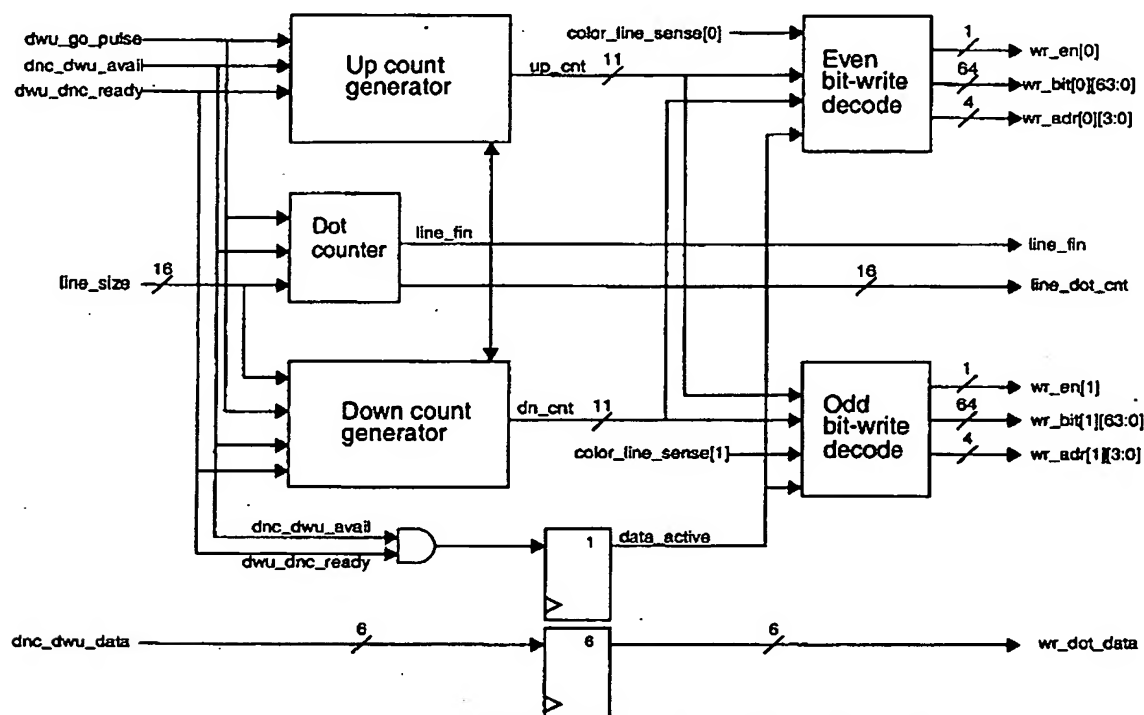 dwu_go_pulse
dnc_dwu_avail
dwu_dnc_ready
Up count
generator
up_cnt
11
color_line_sense[0]
Even
bit-write
decode
1
wr_en[0]
64
wr_bit[0][63:0]
4
wr_adr[0][3:0]
Dot
counter
line_fin
line_fin
line_size
16
16
line_dot_cnt
Down count
generator
dn_cnt
11
color_line_sense[1]
Odd
bit-write
decode
1
wr_en[1]
64
wr_bit[1][63:0]
4
wr_adr[1][3:0]
dnc_dwu_avail
dwu_dnc_ready
1
data_active
dnc_dwu_data
6
6
6
wr_dot_data